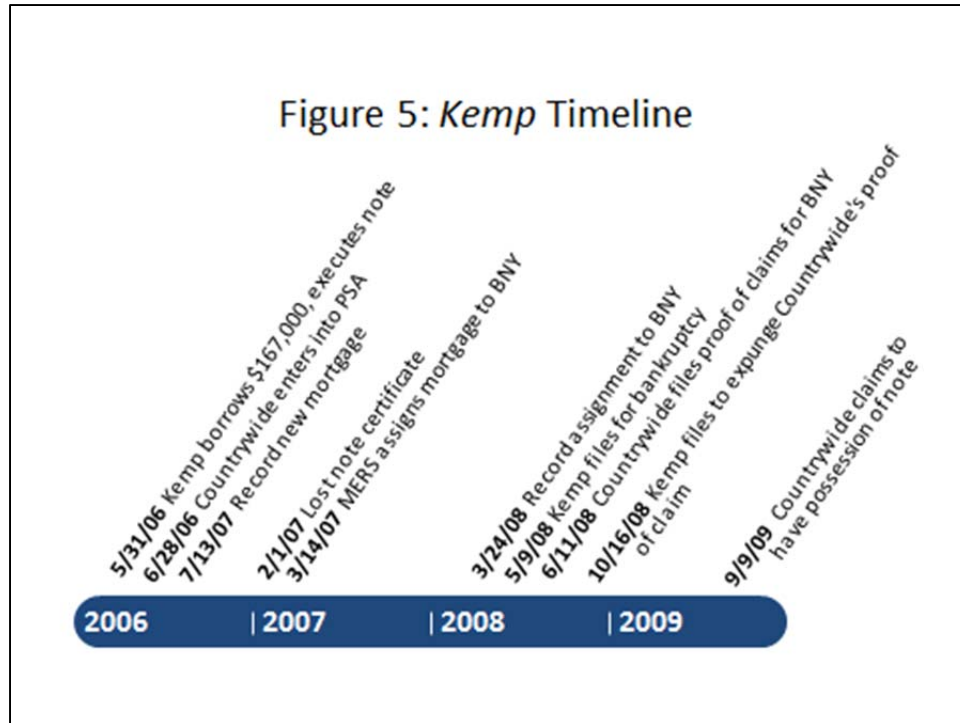 Figure 5: Kemp Timeline
5/31/06 Kemp borrows $167,000, executes note
6/28/06 Countrywide enters into PSA
7/13/07 Record new mortgage
2/1/07 Lost note certificate
3/14/07 MERS assigns mortgage to BNY
3/24/08 Record assignment to BNY
5/9/08 Kemp files for bankruptcy
6/11/08 Countrywide files proof of claims for BNY
10/16/08 Kemp files to expunge Countrywide's proof
of claim
9/9/09 Countrywide claims to
have possession of note
2006 | 2007 | 2008 | 2009